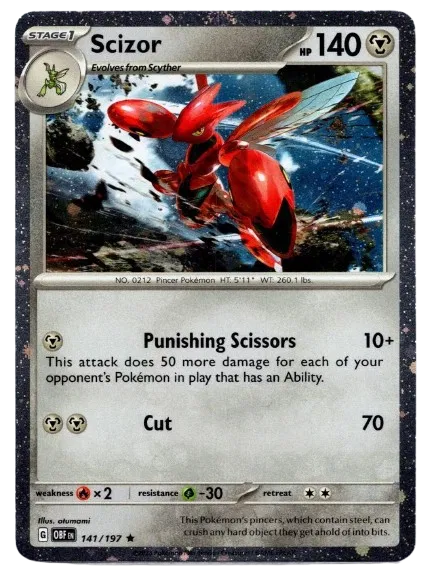 STAGE1 Scizor HP 140
Evolves from Scyther
NO. 0212 Pincer Pokémon HT: 5'11" WT: 260.1 lbs.
Punishing Scissors 10+
This attack does 50 more damage for each of your
opponent's Pokémon in play that has an Ability.
Cut 70
weakness ×2 resistance -30 retreat
Illus. otumami
This Pokémon's pincers, which contain steel, can
crush any hard object they get ahold of into bits.
G OBF EN 141/197